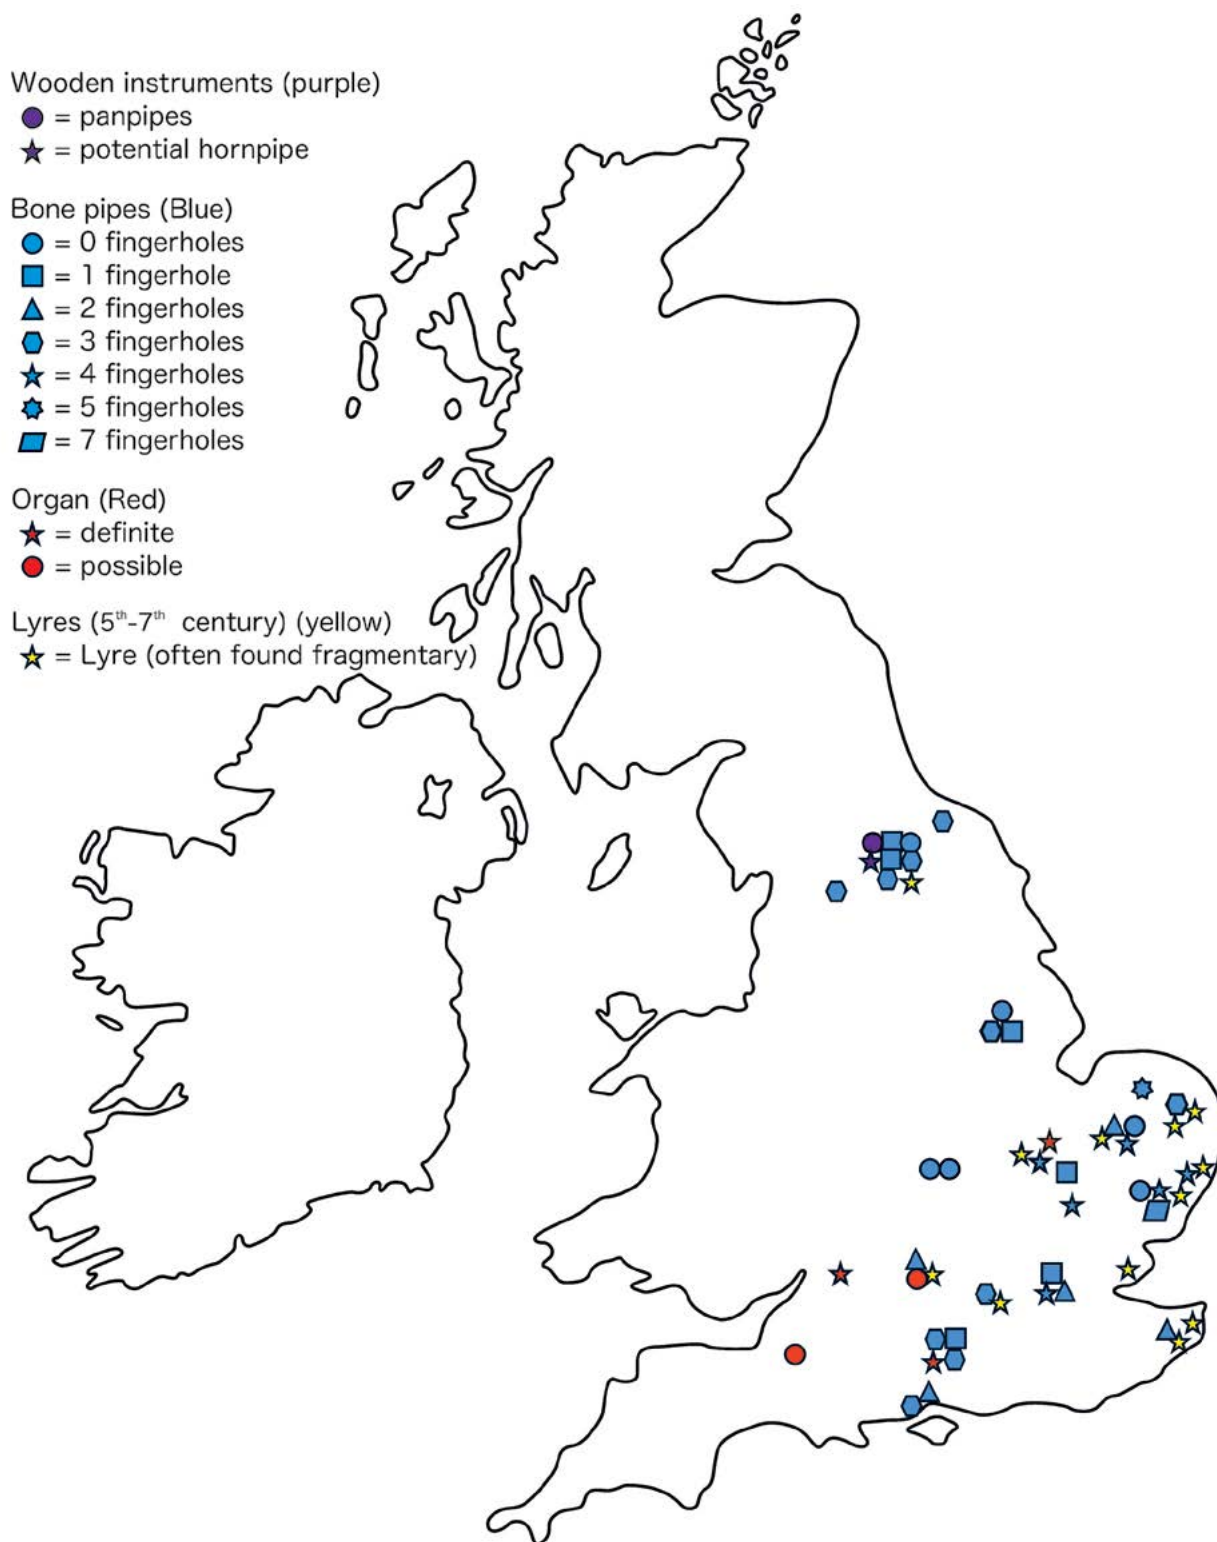 Wooden instruments (purple)
= panpipes
= potential hornpipe
Bone pipes (Blue)
= 0 fingerholes
= 1 fingerhole
= 2 fingerholes
= 3 fingerholes
= 4 fingerholes
= 5 fingerholes
= 7 fingerholes
Organ (Red)
= definite
= possible
Lyres (5th-7th century) (yellow)
= Lyre (often found fragmentary)